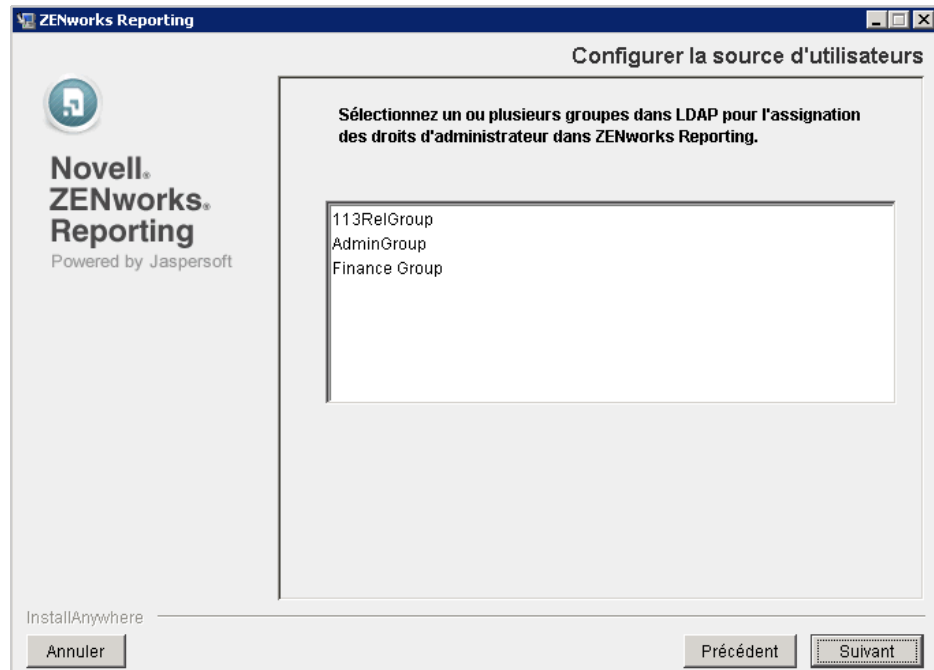 ZENworks Reporting
Configurer la source d'utilisateurs
Novell®
ZENworks®
Reporting
Powered by Jaspersoft
Sélectionnez un ou plusieurs groupes dans LDAP pour l'assignation
des droits d'administrateur dans ZENworks Reporting.
113RelGroup
AdminGroup
Finance Group
InstallAnywhere
Annuler
Précédent
Suivant